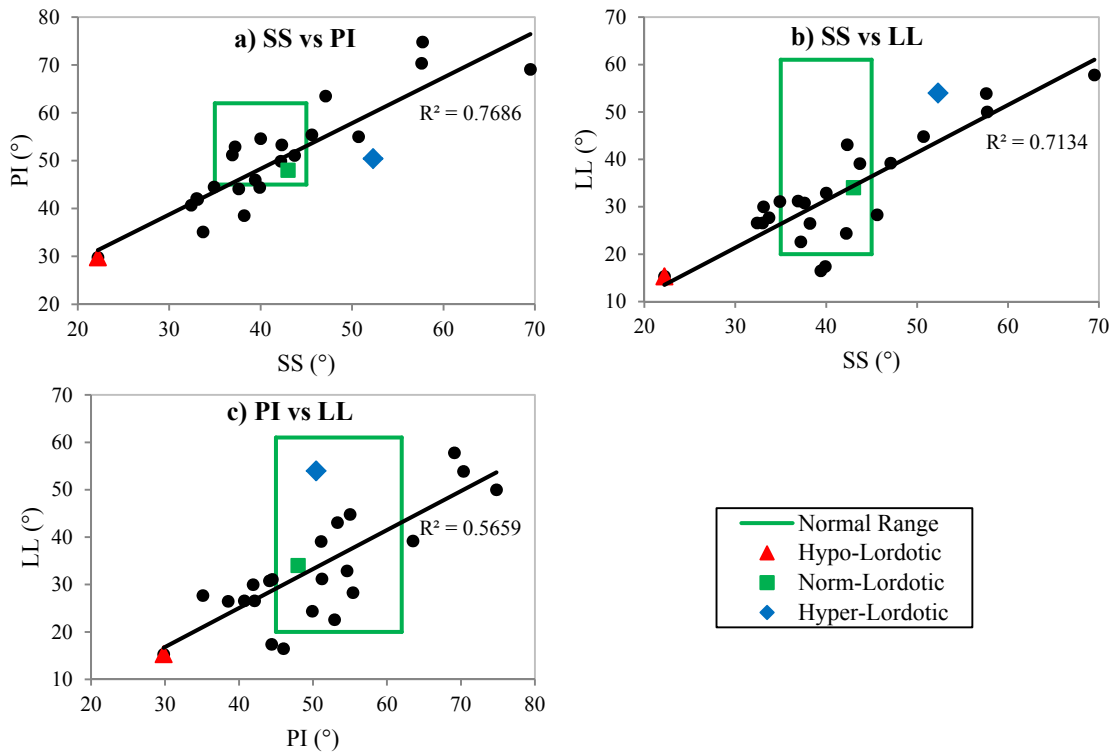 a) SS vs PI
80
70
60
50
40
30
20
PI (°)
R² = 0.7686
20 30 40 50 60 70
SS (°)
b) SS vs LL
70
60
50
40
30
20
10
LL (°)
R² = 0.7134
20 30 40 50 60 70
SS (°)
c) PI vs LL
70
60
50
40
30
20
10
LL (°)
R² = 0.5659
20 30 40 50 60 70 80
PI (°)
Normal Range
Hypo-Lordotic
Norm-Lordotic
Hyper-Lordotic